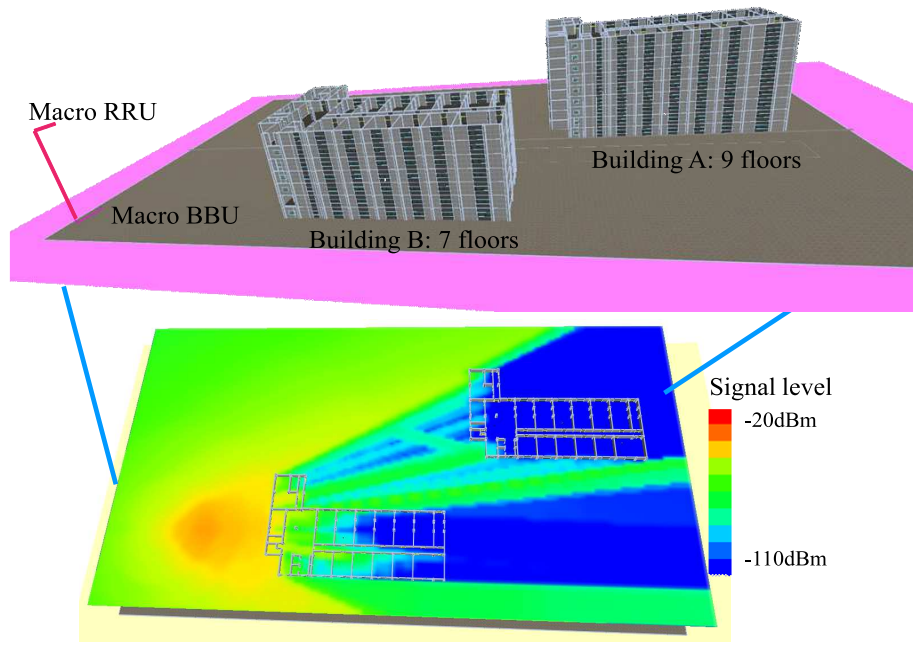 Macro RRU
Building A: 9 floors
Macro BBU
Building B: 7 floors
Signal level
-20dBm
-110dBm